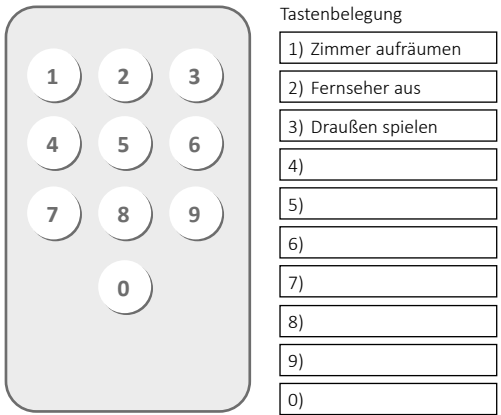 Tastenbelegung
1 2 3
4 5 6
7 8 9
0
1) Zimmer aufräumen
2) Fernseher aus
3) Draußen spielen
4)
5)
6)
7)
8)
9)
0)